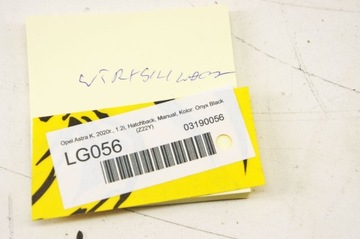 Opel Astra K, 2020r., 1.2i, Hatchback, Manual, Kolor: Onyx Black
(Z22Y)
LG056
03190056